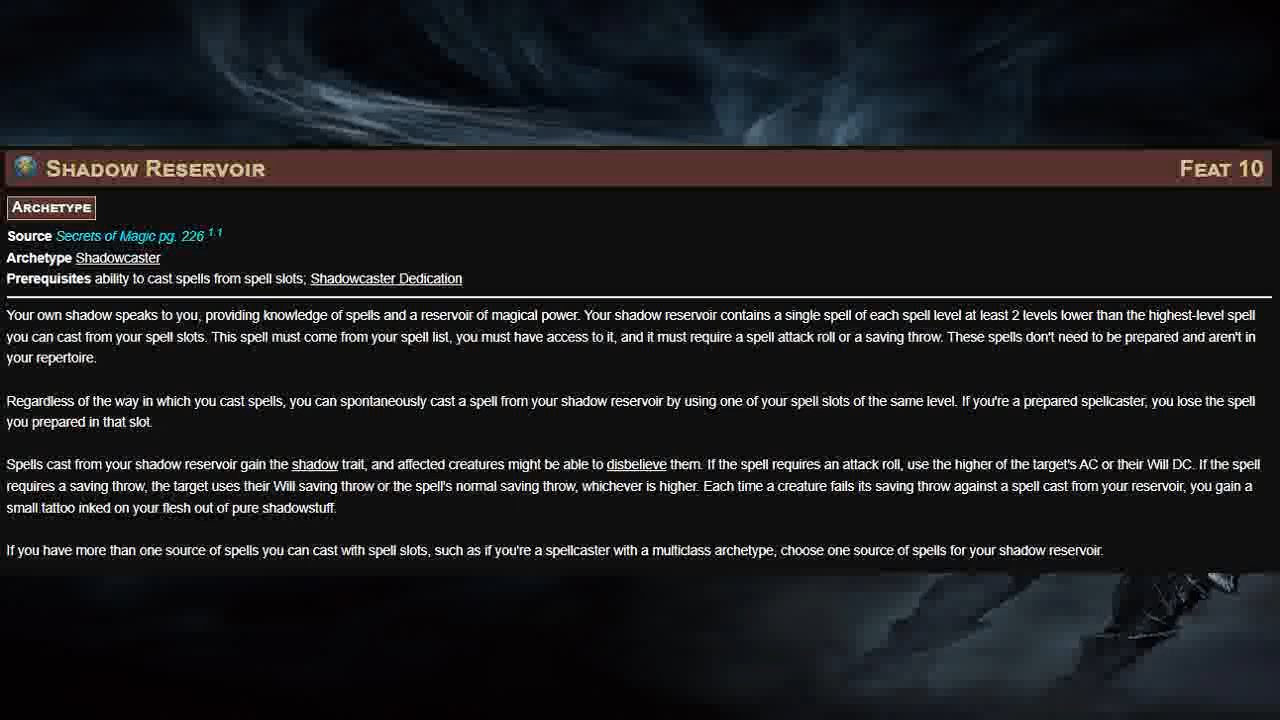 SHADOW RESERVOIR FEAT 10
ARCHETYPE
Source Secrets of Magic pg. 226 1.1
Archetype Shadowcaster
Prerequisites ability to cast spells from spell slots; Shadowcaster Dedication
Your own shadow speaks to you, providing knowledge of spells and a reservoir of magical power. Your shadow reservoir contains a single spell of each spell level at least 2 levels lower than the highest-level spell
you can cast from your spell slots. This spell must come from your spell list, you must have access to it, and it must require a spell attack roll or a saving throw. These spells don't need to be prepared and aren't in
your repertoire.
Regardless of the way in which you cast spells, you can spontaneously cast a spell from your shadow reservoir by using one of your spell slots of the same level. If you're a prepared spellcaster, you lose the spell
you prepared in that slot.
Spells cast from your shadow reservoir gain the shadow trait, and affected creatures might be able to disbelieve them. If the spell requires an attack roll, use the higher of the target's AC or their Will DC. If the spell
requires a saving throw, the target uses their Will saving throw or the spell's normal saving throw, whichever is higher. Each time a creature fails its saving throw against a spell cast from your reservoir, you gain a
small tattoo inked on your flesh out of pure shadowstuff.
If you have more than one source of spells you can cast with spell slots, such as if you're a spellcaster with a multiclass archetype, choose one source of spells for your shadow reservoir.